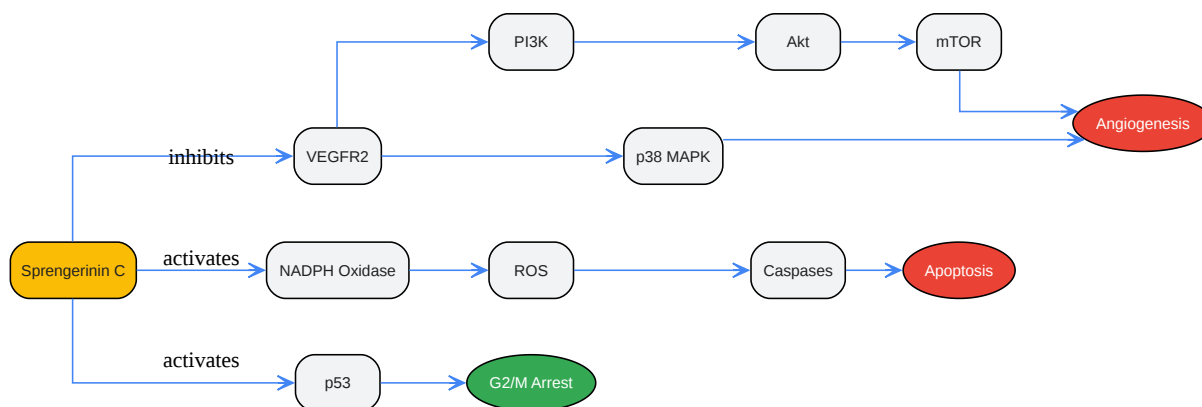 PI3K
Akt
mTOR
Angiogenesis
inhibits
VEGFR2
p38 MAPK
Sprengerinin C
activates
NADPH Oxidase
ROS
Caspases
Apoptosis
activates
p53
G2/M Arrest